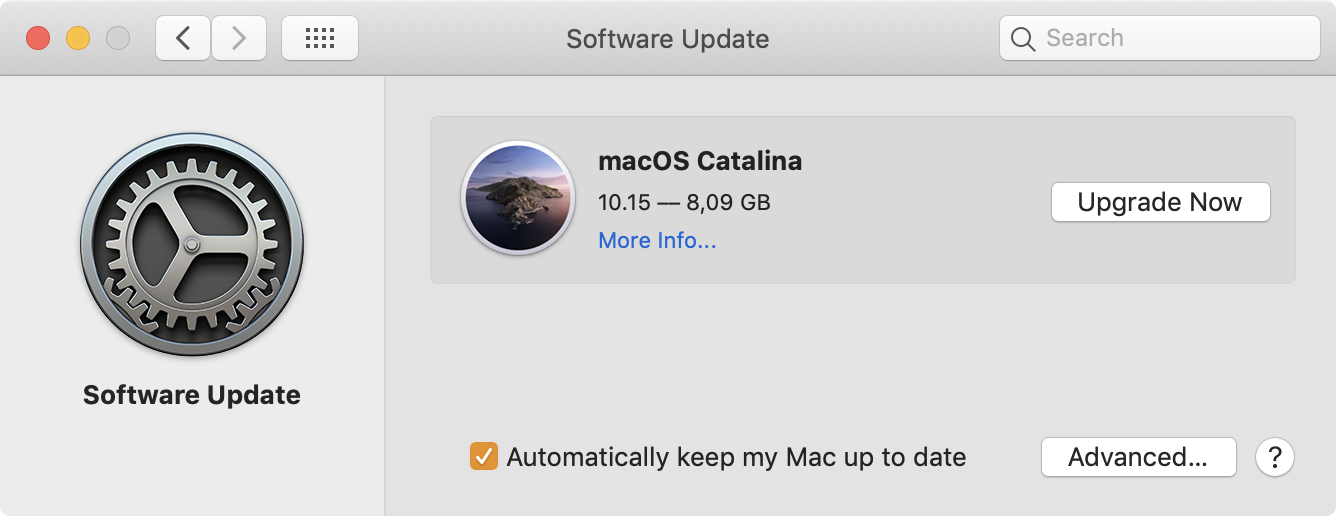 Software Update
Search
macOS Catalina
10.15 — 8,09 GB
More Info...
Upgrade Now
Software Update
Automatically keep my Mac up to date
Advanced...
?